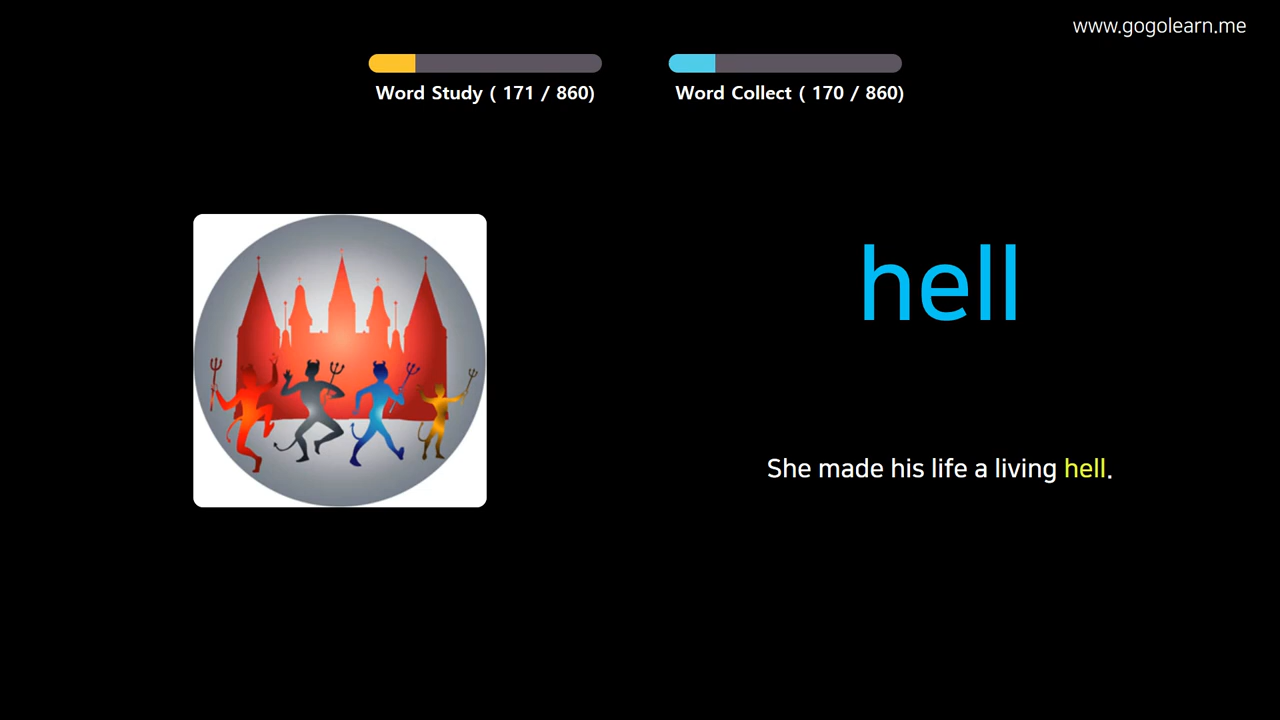 www.gogolearn.me
Word Study ( 171 / 860)
Word Collect ( 170 / 860)
hell
She made his life a living hell.